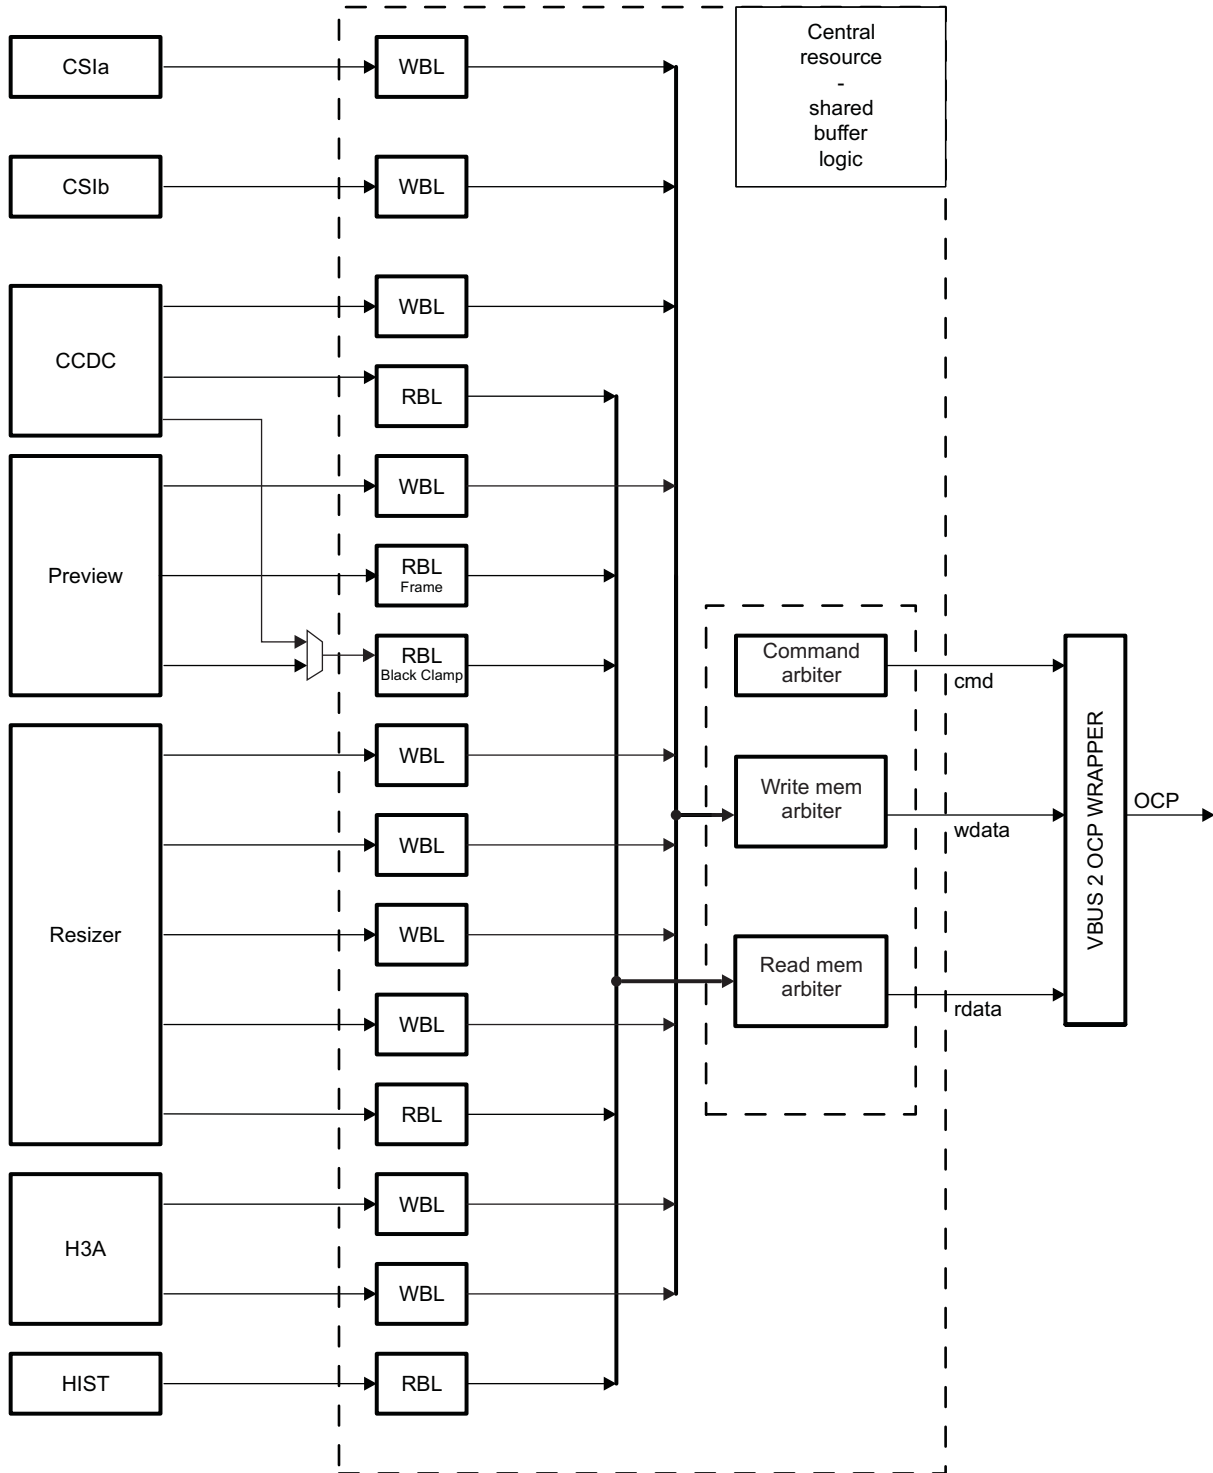 Central
resource
-
shared
buffer
logic
CSIa
WBL
CSIb
WBL
CCDC
WBL
RBL
Preview
WBL
RBL
Frame
RBL
Black Clamp
Resizer
WBL
WBL
WBL
WBL
RBL
H3A
WBL
WBL
HIST
RBL
Command
arbiter
cmd
Write mem
arbiter
wdata
Read mem
arbiter
rdata
VBUS 2 OCP WRAPPER
OCP